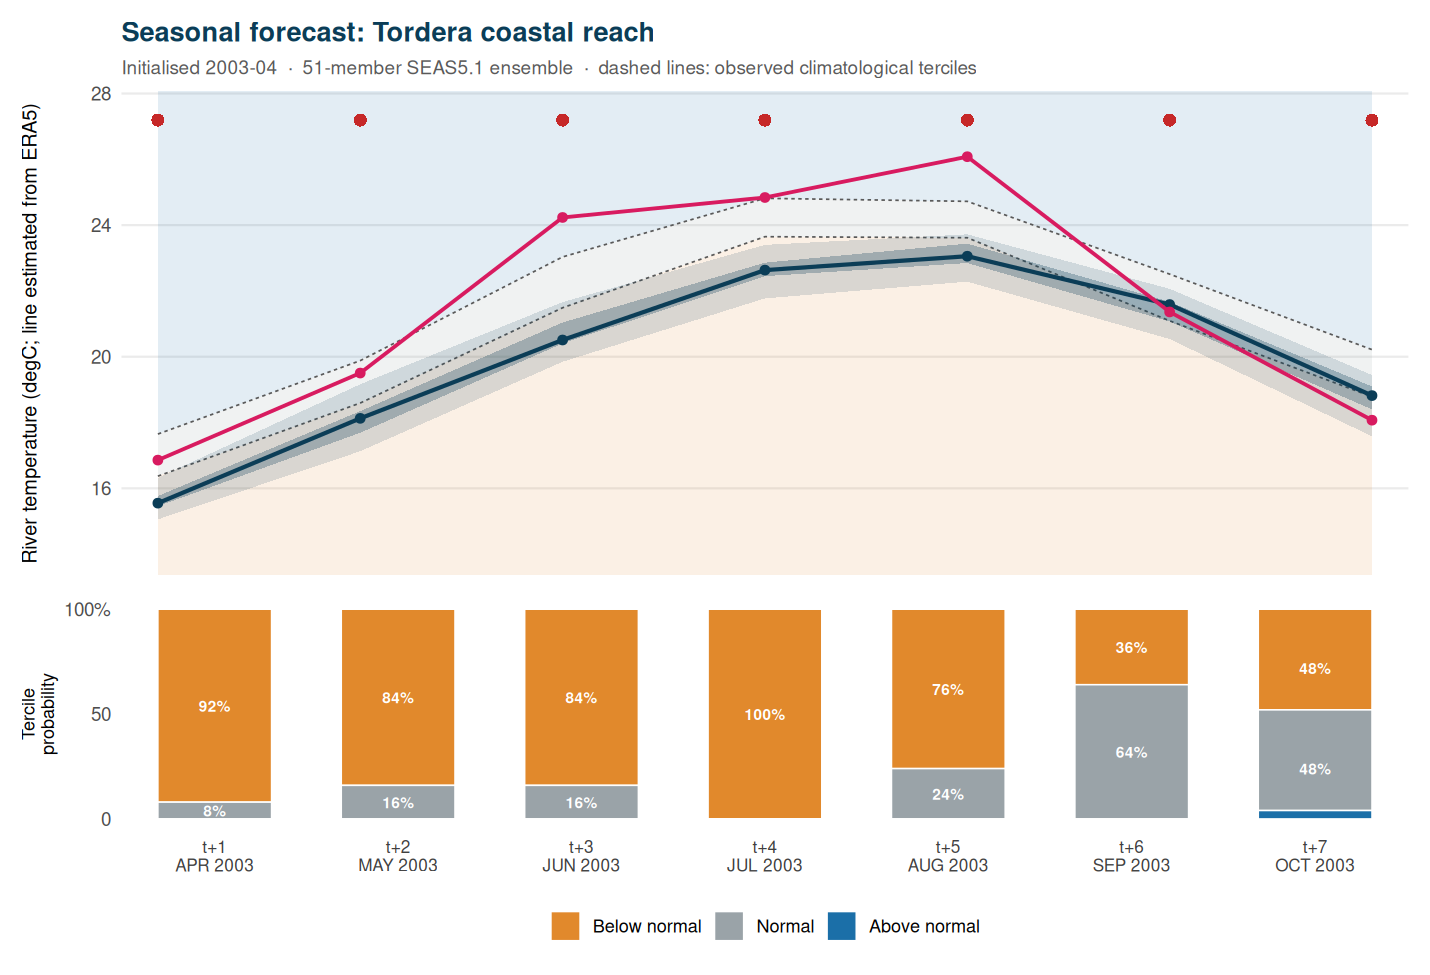 Seasonal forecast: Tordera coastal reach
Initialised 2003-04 · 51-member SEAS5.1 ensemble · dashed lines: observed climatological terciles
River temperature (degC; line estimated from ERA5)
28
24
20
16
Tercile
probability
100%
50
0
92%
84%
84%
100%
76%
36%
48%
8%
16%
16%
24%
64%
48%
t+1
APR 2003
t+2
MAY 2003
t+3
JUN 2003
t+4
JUL 2003
t+5
AUG 2003
t+6
SEP 2003
t+7
OCT 2003
Below normal
Normal
Above normal